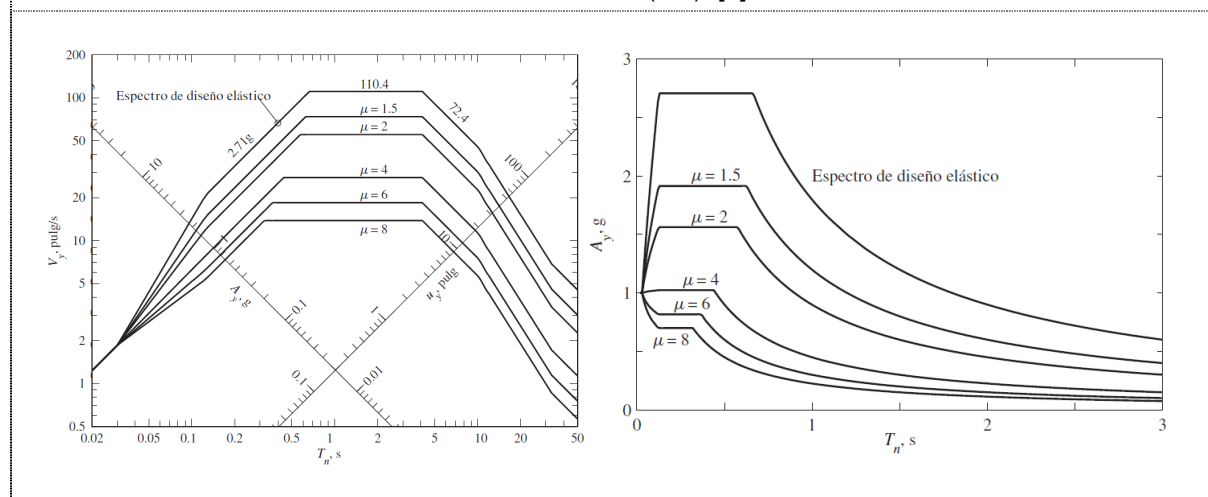 200
100
50
20
10
5
2
1
0.5
V_y, pulg/s
0.02
0.05
0.1
0.2
0.5
1
2
5
10
20
50
T_n, s
Espectro de diseño elástico
110.4
72.4
2.71g
μ = 1.5
μ = 2
μ = 4
μ = 6
μ = 8
10
1
0.1
0.01
A_y, g
100
10
1
0.1
u_y, pulg
3
2
1
0
A_y, g
0
1
2
3
T_n, s
Espectro de diseño elástico
μ = 1.5
μ = 2
μ = 4
μ = 6
μ = 8